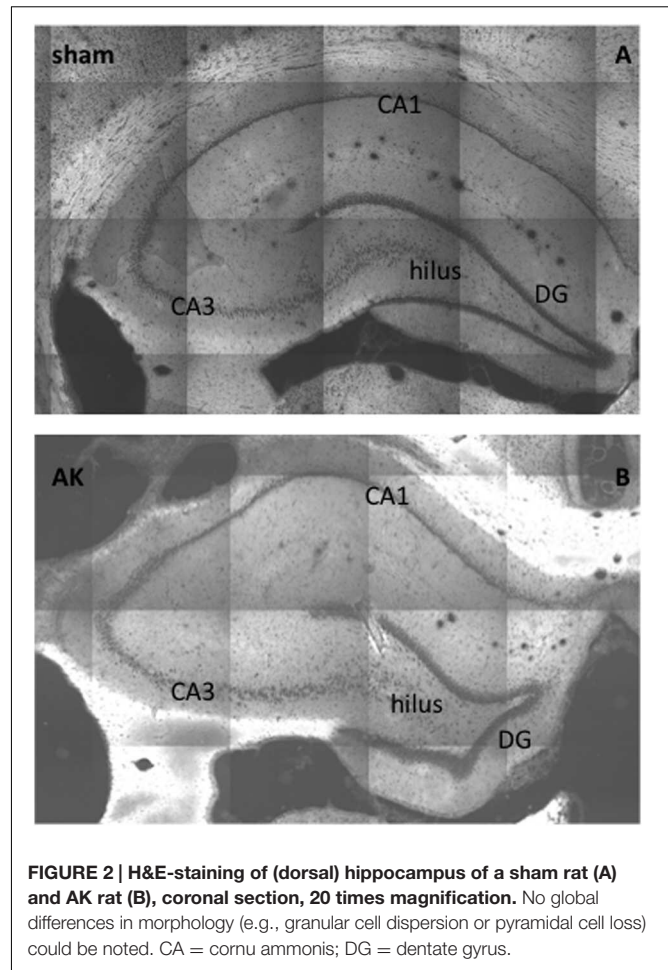 sham A
CA1
hilus
CA3
DG
AK B
CA1
CA3
hilus
DG
FIGURE 2 | H&E-staining of (dorsal) hippocampus of a sham rat (A)
and AK rat (B), coronal section, 20 times magnification. No global
differences in morphology (e.g., granular cell dispersion or pyramidal cell loss)
could be noted. CA = cornu ammonis; DG = dentate gyrus.